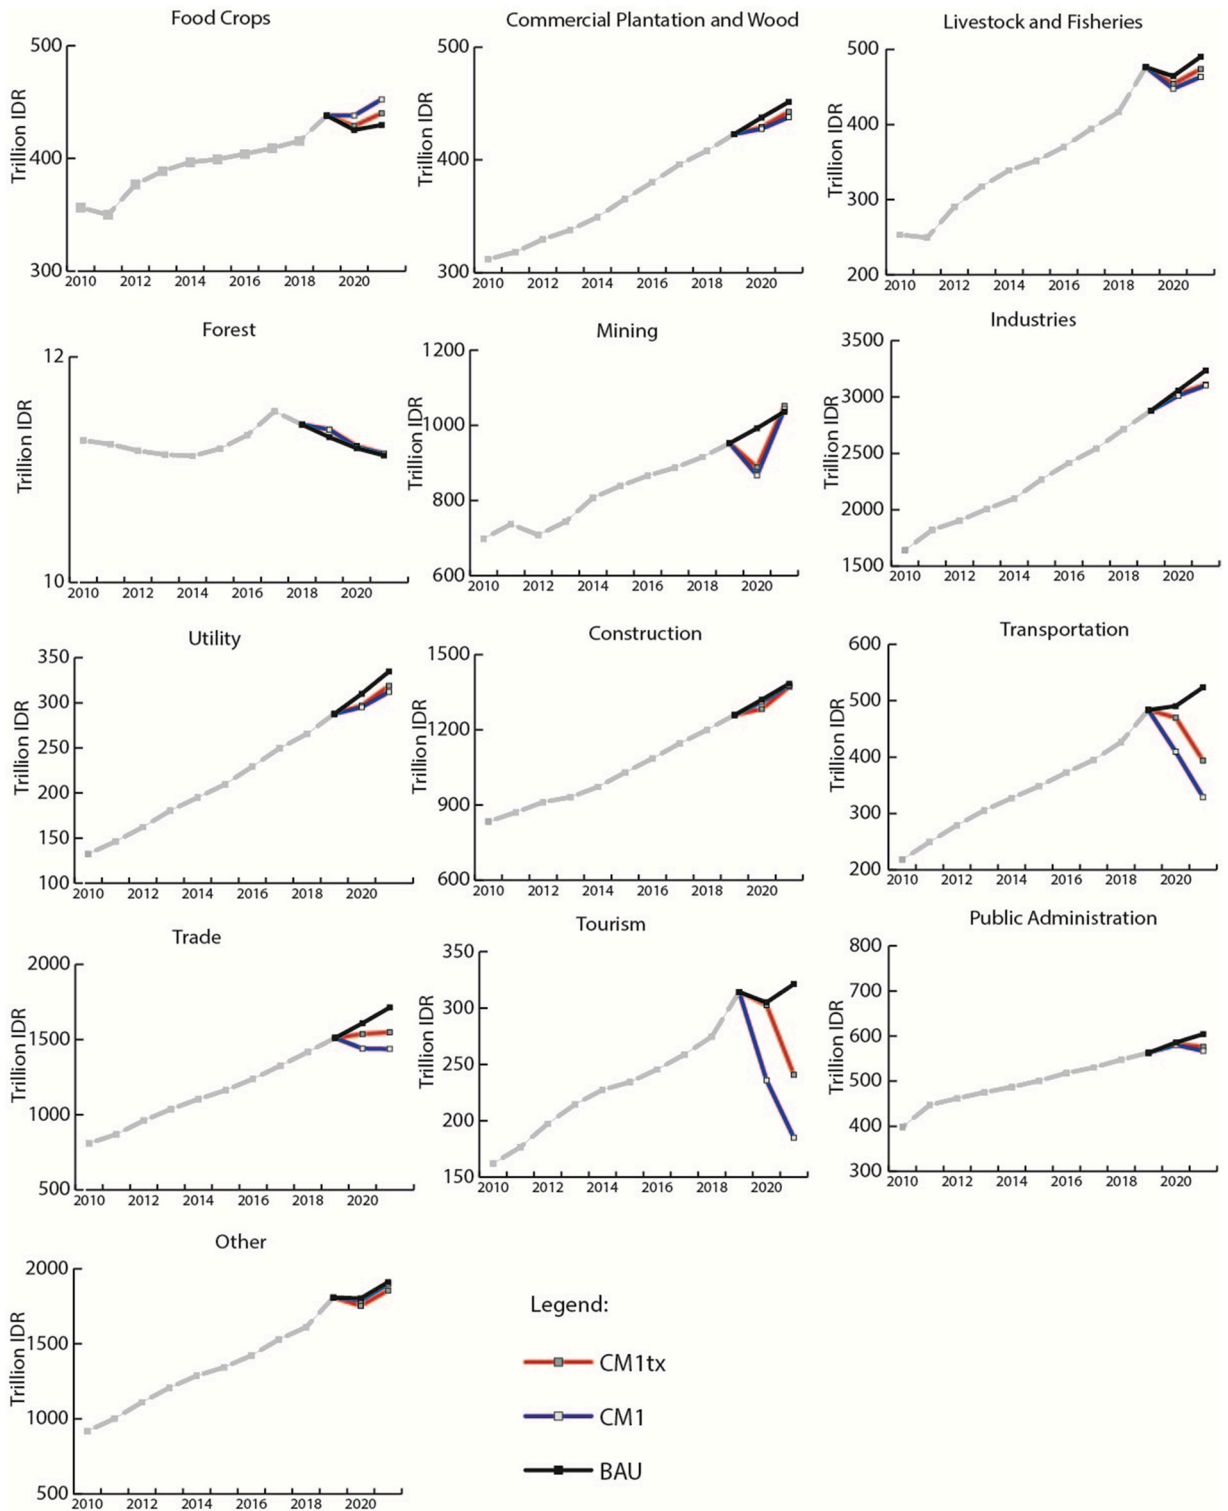 Food Crops
Trillion IDR
500
400
300
2010 2012 2014 2016 2018 2020
Commercial Plantation and Wood
Trillion IDR
500
400
300
2010 2012 2014 2016 2018 2020
Livestock and Fisheries
Trillion IDR
500
400
300
200
2010 2012 2014 2016 2018 2020
Forest
Trillion IDR
12
10
2010 2012 2014 2016 2018 2020
Mining
Trillion IDR
1200
1000
800
600
2010 2012 2014 2016 2018 2020
Industries
Trillion IDR
3500
3000
2500
2000
1500
2010 2012 2014 2016 2018 2020
Utility
Trillion IDR
350
300
250
200
150
100
2010 2012 2014 2016 2018 2020
Construction
Trillion IDR
1500
1200
900
600
2010 2012 2014 2016 2018 2020
Transportation
Trillion IDR
600
500
400
300
200
2010 2012 2014 2016 2018 2020
Trade
Trillion IDR
2000
1500
1000
500
2010 2012 2014 2016 2018 2020
Tourism
Trillion IDR
350
300
250
200
150
2010 2012 2014 2016 2018 2020
Public Administration
Trillion IDR
800
700
600
500
400
300
2010 2012 2014 2016 2018 2020
Other
Trillion IDR
2000
1500
1000
500
2010 2012 2014 2016 2018 2020
Legend:
CM1tx
CM1
BAU